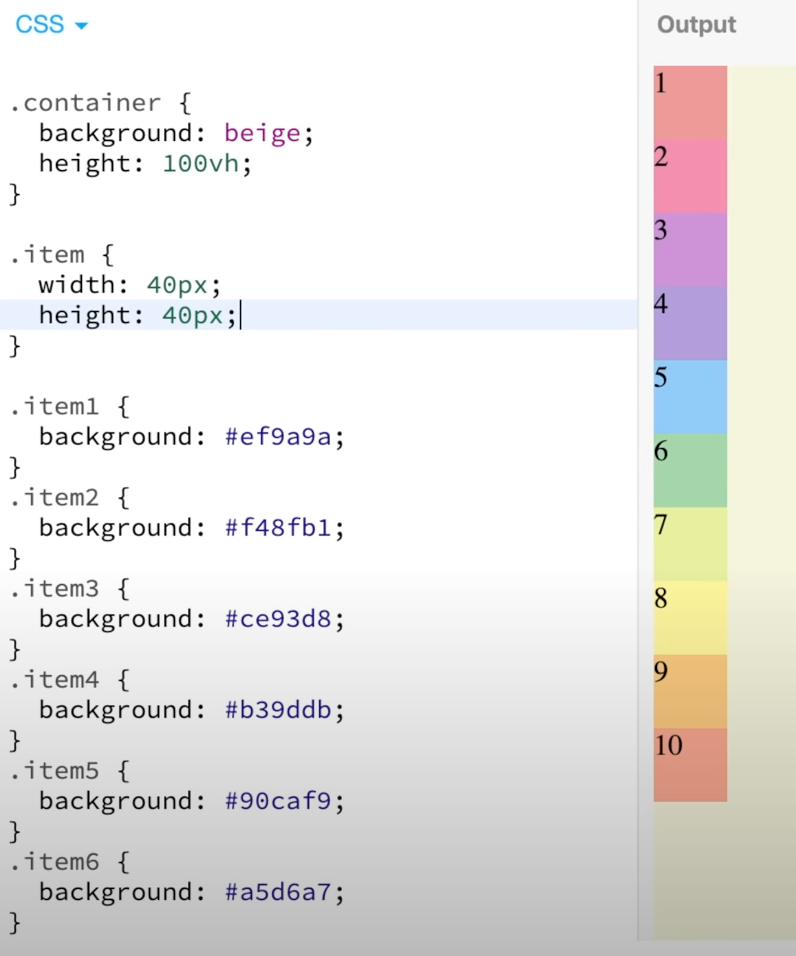 CSS
.container {
  background: beige;
  height: 100vh;
}
.item {
  width: 40px;
  height: 40px;
}
.item1 {
  background: #ef9a9a;
}
.item2 {
  background: #f48fb1;
}
.item3 {
  background: #ce93d8;
}
.item4 {
  background: #b39ddb;
}
.item5 {
  background: #90caf9;
}
.item6 {
  background: #a5d6a7;
}
Output
1
2
3
4
5
6
7
8
9
10